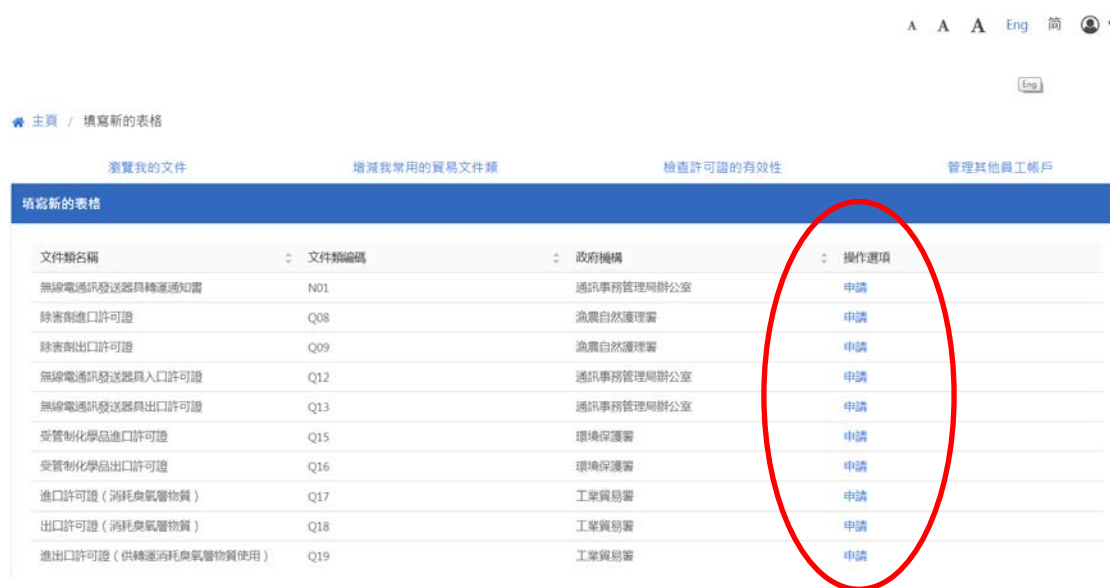 A A A Eng 简
Eng
主頁 / 填寫新的表格
瀏覽我的文件 增減我常用的貿易文件類 檢查許可證的有效性 管理其他員工帳戶
填寫新的表格
文件類名稱 文件類編碼 政府機構 操作選項
無線電通訊發送器具轉運通知書 N01 通訊事務管理局辦公室 申請
除害劑進口許可證 Q08 漁農自然護理署 申請
除害劑出口許可證 Q09 漁農自然護理署 申請
無線電通訊發送器具入口許可證 Q12 通訊事務管理局辦公室 申請
無線電通訊發送器具出口許可證 Q13 通訊事務管理局辦公室 申請
受管制化學品進口許可證 Q15 環境保護署 申請
受管制化學品出口許可證 Q16 環境保護署 申請
進口許可證（消耗臭氧層物質） Q17 工業貿易署 申請
出口許可證（消耗臭氧層物質） Q18 工業貿易署 申請
進出口許可證（供轉運消耗臭氧層物質使用） Q19 工業貿易署 申請